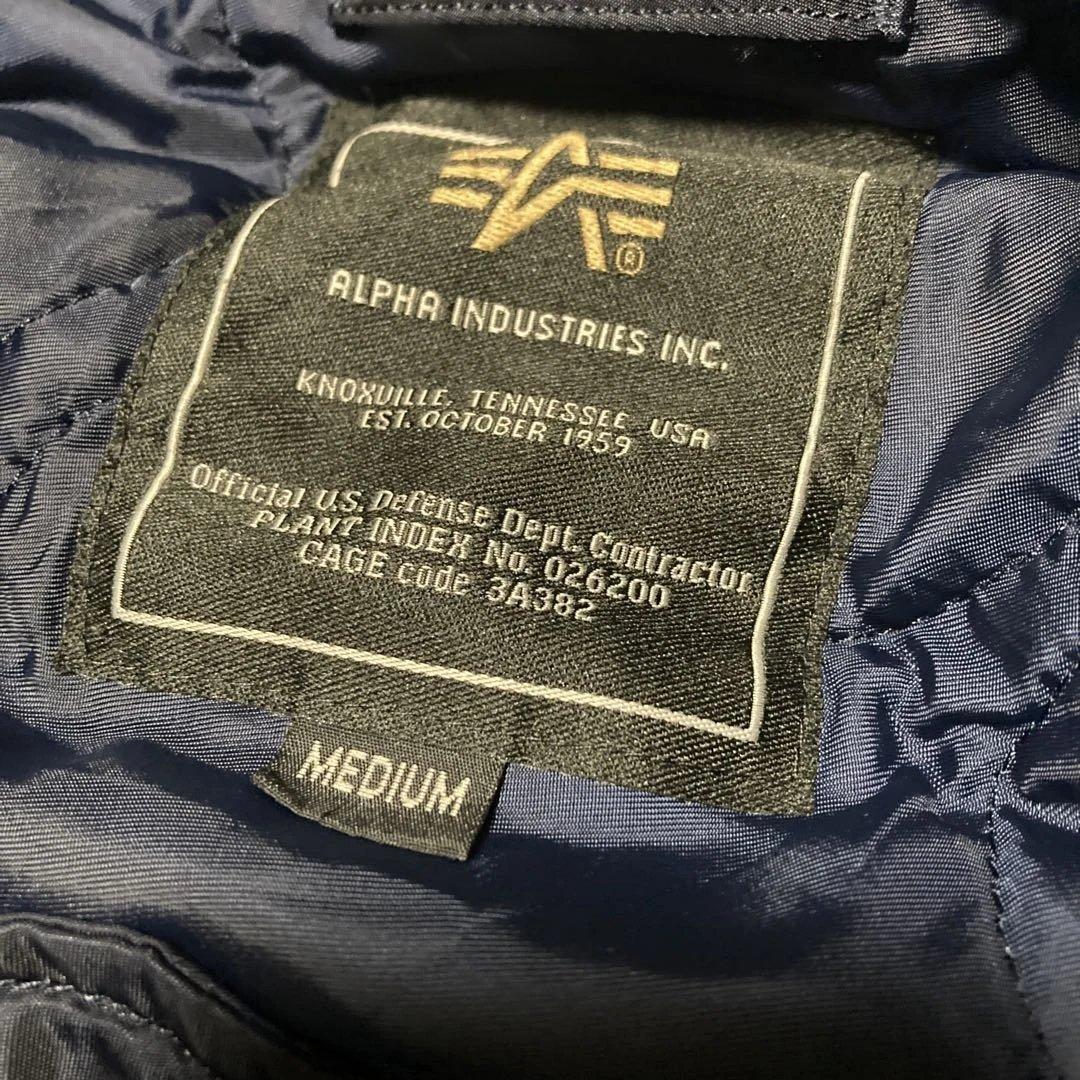 ®
ALPHA INDUSTRIES INC.
KNOXVILLE, TENNESSEE USA
EST. OCTOBER 1959
Official U.S. Defense Dept. Contractor
PLANT INDEX No. 026200
CAGE code 3A382
MEDIUM